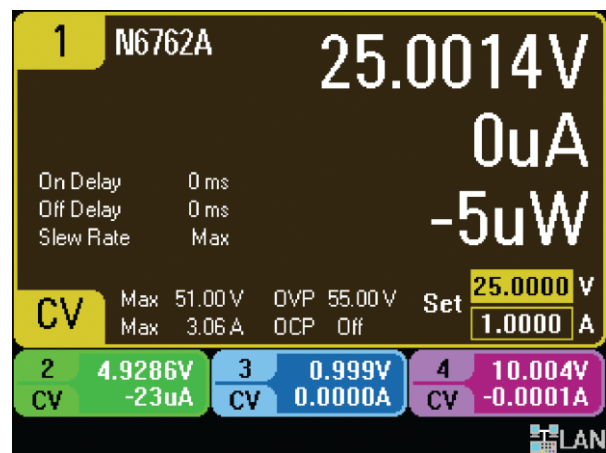 1 N6762A 25.0014V
0uA
On Delay 0 ms
Off Delay 0 ms -5uW
Slew Rate Max
CV Max 51.00 V OVP 55.00 V Set 25.0000 V
Max 3.06 A OCP Off 1.0000 A
2 4.9286V 3 0.999V 4 10.004V
CV -23uA CV 0.0000A CV -0.0001A
LAN